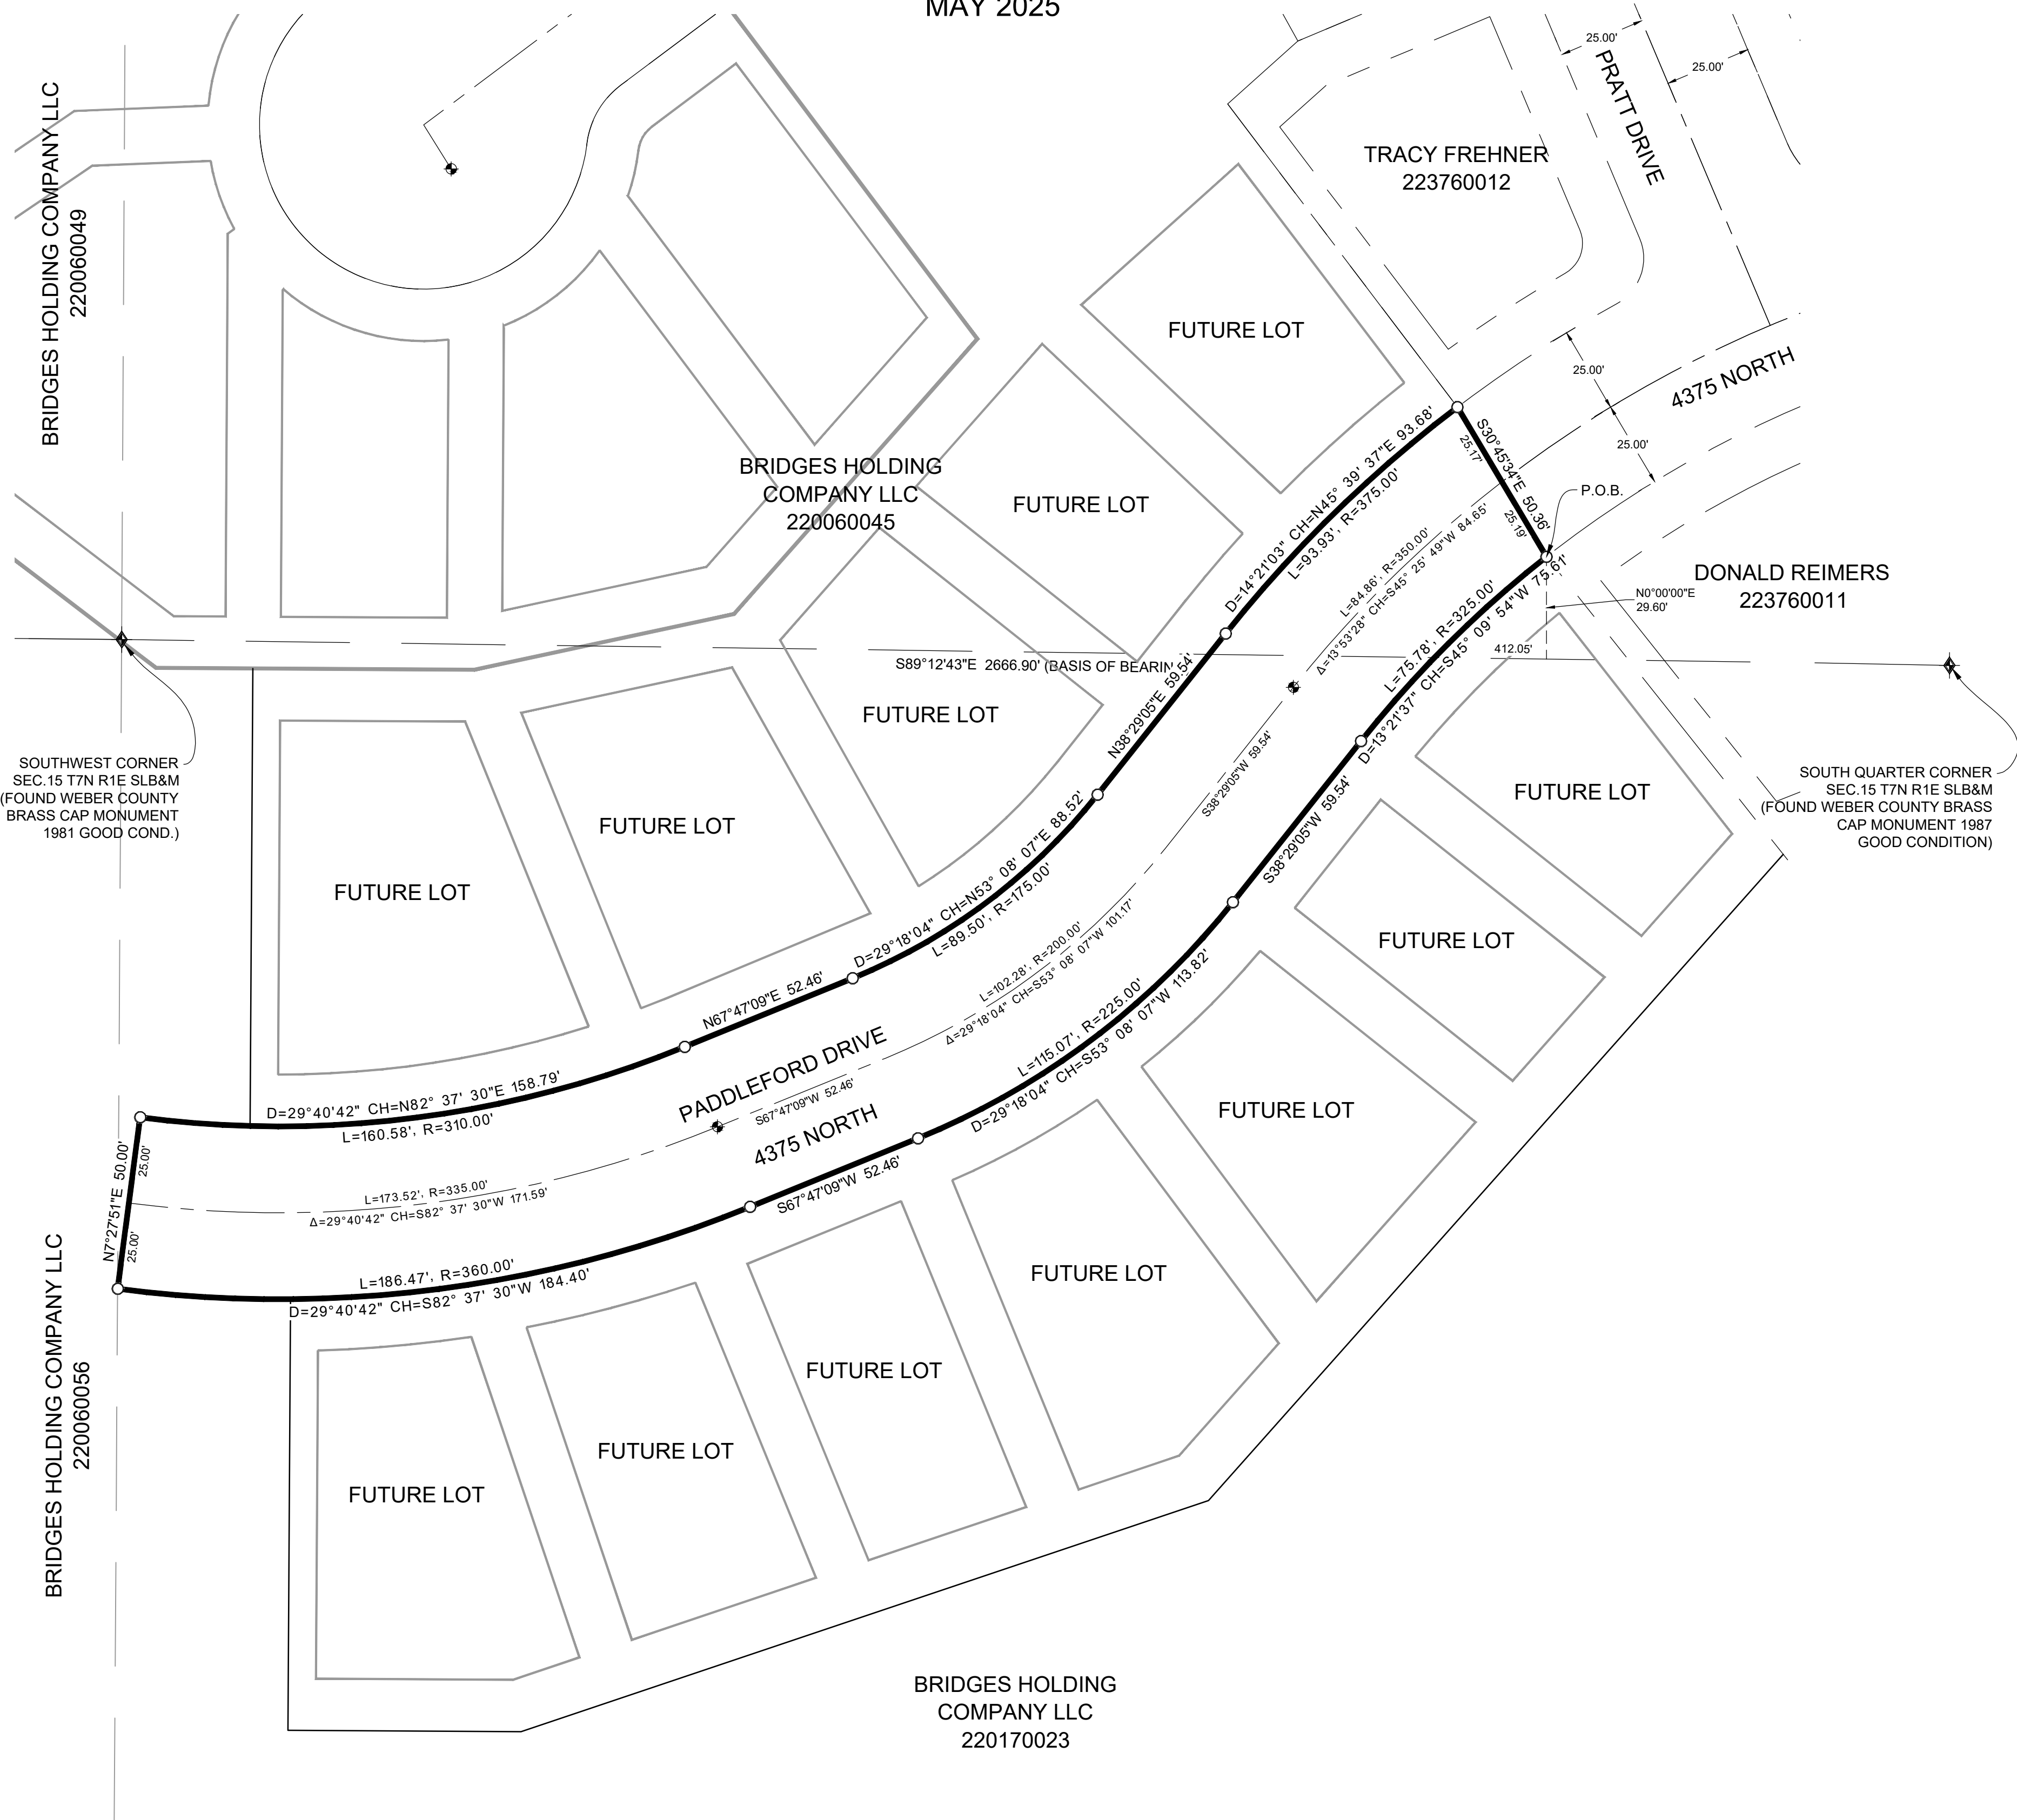 MAY 2025
25.00'
25.00'
PRATT DRIVE
BRIDGES HOLDING COMPANY LLC
220060049
TRACY FREHNER
223760012
FUTURE LOT
25.00'
4375 NORTH
25.00'
S30°45'34"E 50.36'
25.17'
25.19'
P.O.B.
BRIDGES HOLDING
COMPANY LLC
220060045
FUTURE LOT
D=14°21'03" CH=N45° 39' 37"E 93.68'
L=93.93', R=375.00'
L=84.86', R=350.00'
Δ=13°53'28" CH=S45° 25' 49"W 84.65'
L=75.78', R=325.00'
D=13°21'37" CH=S45° 09' 54"W 75.61'
DONALD REIMERS
223760011
N0°00'00"E
29.60'
412.05'
S89°12'43"E 2666.90' (BASIS OF BEARIN
N38°29'05"E 59.54'
FUTURE LOT
S38°29'05"W 59.54'
S38°29'05"W 59.54'
FUTURE LOT
SOUTHWEST CORNER
SEC.15 T7N R1E SLB&M
(FOUND WEBER COUNTY
BRASS CAP MONUMENT
1981 GOOD COND.)
SOUTH QUARTER CORNER
SEC.15 T7N R1E SLB&M
(FOUND WEBER COUNTY BRASS
CAP MONUMENT 1987
GOOD CONDITION)
FUTURE LOT
FUTURE LOT
D=29°18'04" CH=N53° 08' 07"E 88.52'
L=89.50', R=175.00'
L=102.28', R=200.00'
Δ=29°18'04" CH=S53° 08' 07"W 101.17'
L=115.07', R=225.00'
D=29°18'04" CH=S53° 08' 07"W 113.82'
FUTURE LOT
N67°47'09"E 52.46'
PADDLEFORD DRIVE
S67°47'09"W 52.46'
4375 NORTH
S67°47'09"W 52.46'
FUTURE LOT
D=29°40'42" CH=N82° 37' 30"E 158.79'
L=160.58', R=310.00'
N7°27'51"E 50.00'
25.00'
25.00'
L=173.52', R=335.00'
Δ=29°40'42" CH=S82° 37' 30"W 171.59'
L=186.47', R=360.00'
D=29°40'42" CH=S82° 37' 30"W 184.40'
FUTURE LOT
FUTURE LOT
FUTURE LOT
FUTURE LOT
BRIDGES HOLDING COMPANY LLC
220060056
BRIDGES HOLDING
COMPANY LLC
220170023